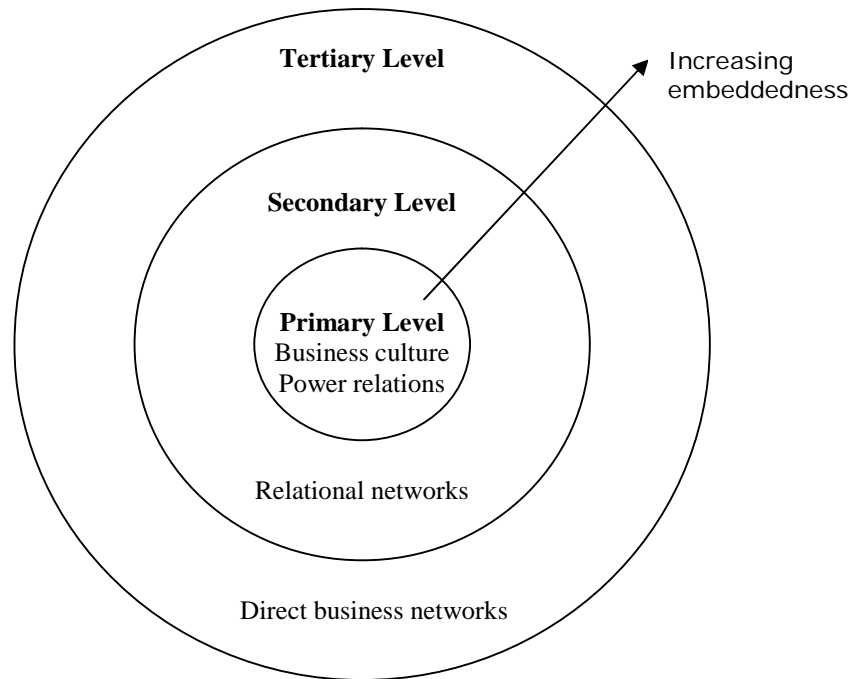 Tertiary Level
Increasing
embeddedness
Secondary Level
Primary Level
Business culture
Power relations
Relational networks
Direct business networks